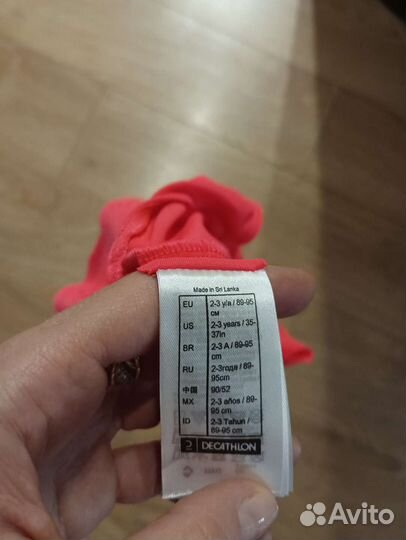 Made in Sri Lanka
EU 2-3 y/a / 89-95
см
US 2-3 years / 35-
37in
BR 2-3 A / 89-95
cm
RU 2-3года / 89-
95cm
中国 90/52
MX 2-3 años / 89-
95 cm
ID 2-3 Tahun /
89-95 cm
DECATHLON
Avito